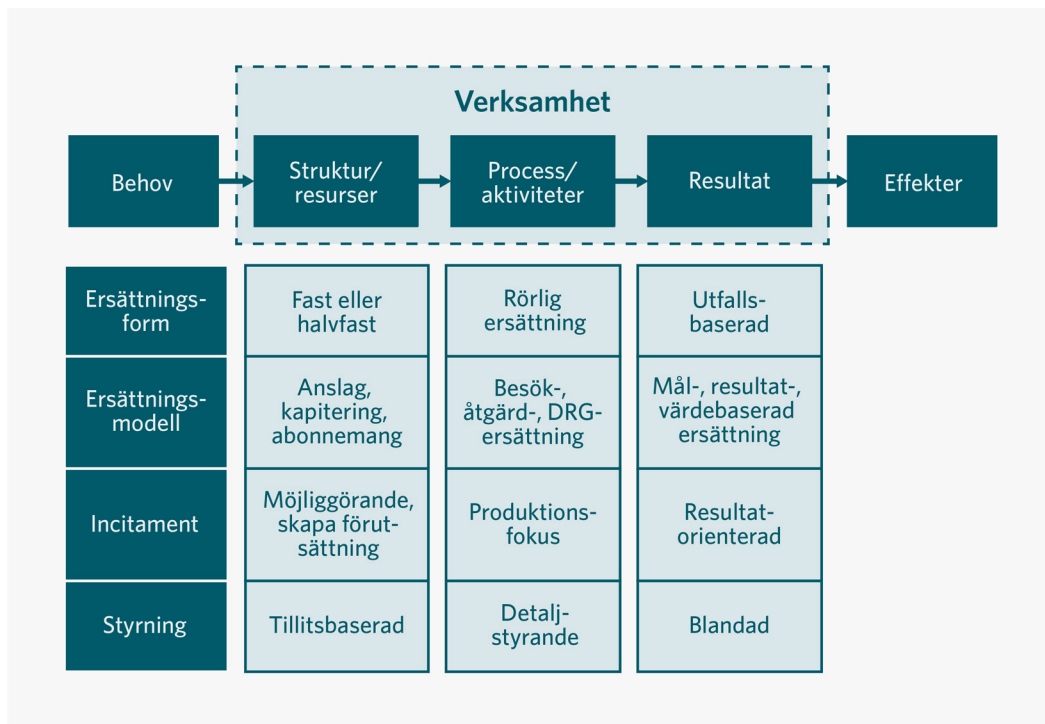 Verksamhet
Behov
Struktur/
resurser
Process/
aktiviteter
Resultat
Effekter
Ersättnings-
form
Fast eller
halvfast
Rörlig
ersättning
Utfalls-
baserad
Ersättnings-
modell
Anslag,
kapitering,
abonnemang
Besök-,
åtgärd-, DRG-
ersättning
Mål-, resultat-,
värdebaserad
ersättning
Incitament
Möjliggörande,
skapa förut-
sättning
Produktions-
fokus
Resultat-
orienterad
Styrning
Tillitsbaserad
Detalj-
styrande
Blandad